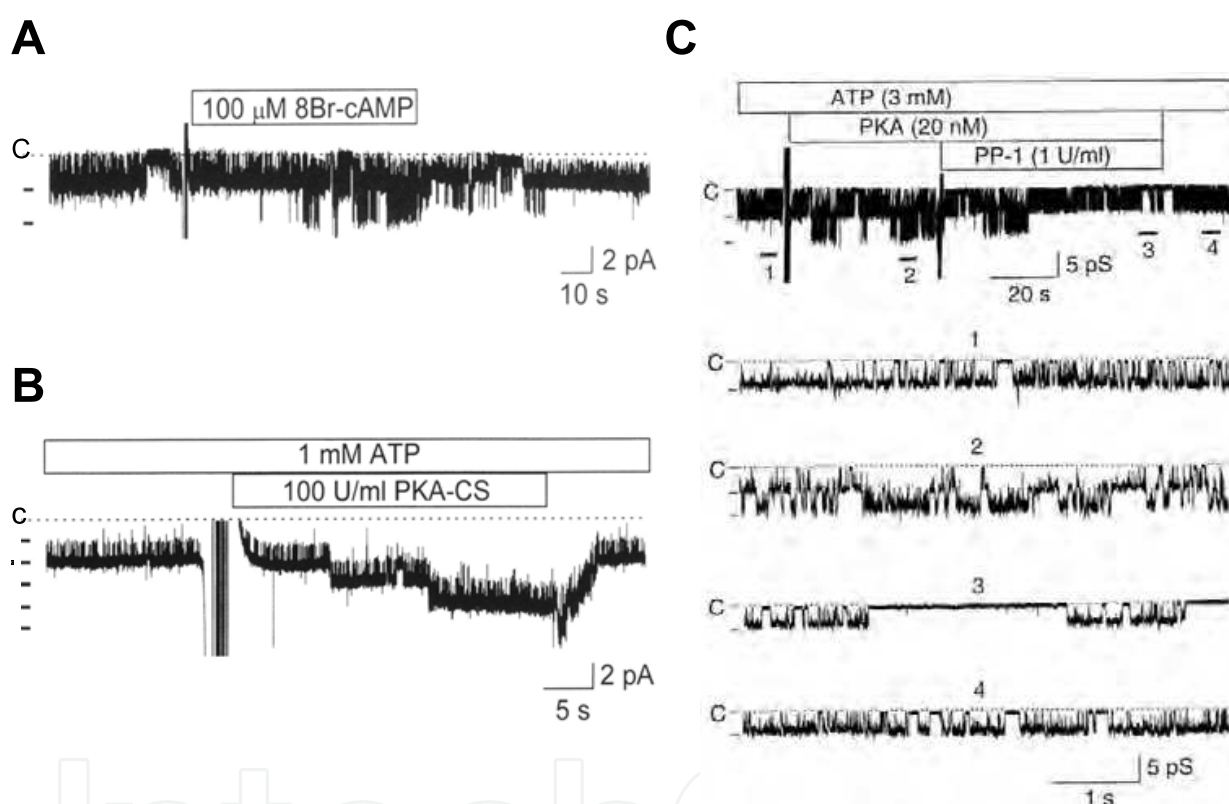 A
100 μM 8Br-cAMP
C
2 pA
10 s
B
1 mM ATP
100 U/ml PKA-CS
C
2 pA
5 s
C
ATP (3 mM)
PKA (20 nM)
PP-1 (1 U/ml)
C
1
2
3
4
5 pS
20 s
1
C
2
C
3
C
4
C
5 pS
1 s